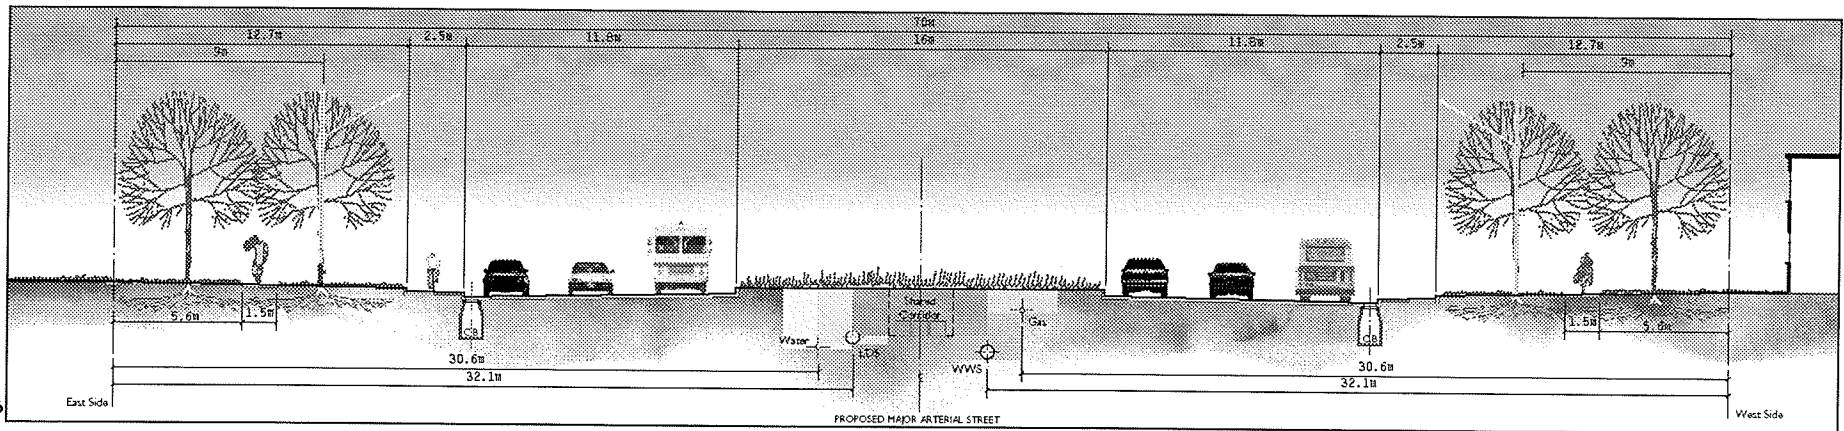 70m
12.7m 2.5m 11.8m 16m 11.8m 2.5m 12.7m
9m 9m
Shared
Corridor
Gas
5.6m 1.5m 1.5m 5.6m
CB CB
Water LDS
WWS
30.6m 30.6m
32.1m 32.1m
East Side West Side
PROPOSED MAJOR ARTERIAL STREET